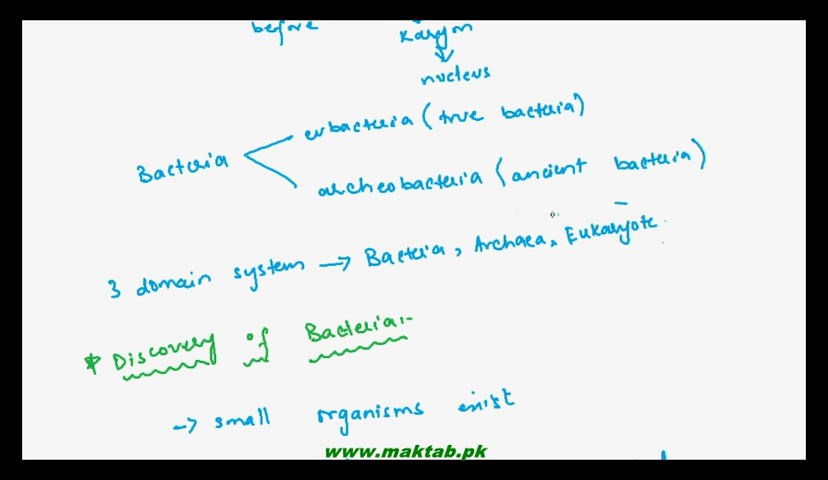 before karyon
nucleus
eubacteria (true bacteria)
Bacteria
archeobacteria (ancient bacteria)
3 domain system → Bacteria, Archaea, Eukaryote
* Discovery of Bacteria:-
→ small organisms exist
www.maktab.pk